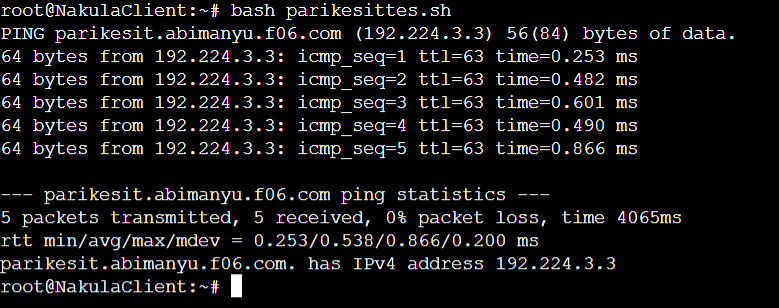 root@NakulaClient:~# bash parikesittes.sh
PING parikesit.abimanyu.f06.com (192.224.3.3) 56(84) bytes of data.
64 bytes from 192.224.3.3: icmp_seq=1 ttl=63 time=0.253 ms
64 bytes from 192.224.3.3: icmp_seq=2 ttl=63 time=0.482 ms
64 bytes from 192.224.3.3: icmp_seq=3 ttl=63 time=0.601 ms
64 bytes from 192.224.3.3: icmp_seq=4 ttl=63 time=0.490 ms
64 bytes from 192.224.3.3: icmp_seq=5 ttl=63 time=0.866 ms
--- parikesit.abimanyu.f06.com ping statistics ---
5 packets transmitted, 5 received, 0% packet loss, time 4065ms
rtt min/avg/max/mdev = 0.253/0.538/0.866/0.200 ms
parikesit.abimanyu.f06.com. has IPv4 address 192.224.3.3
root@NakulaClient:~#